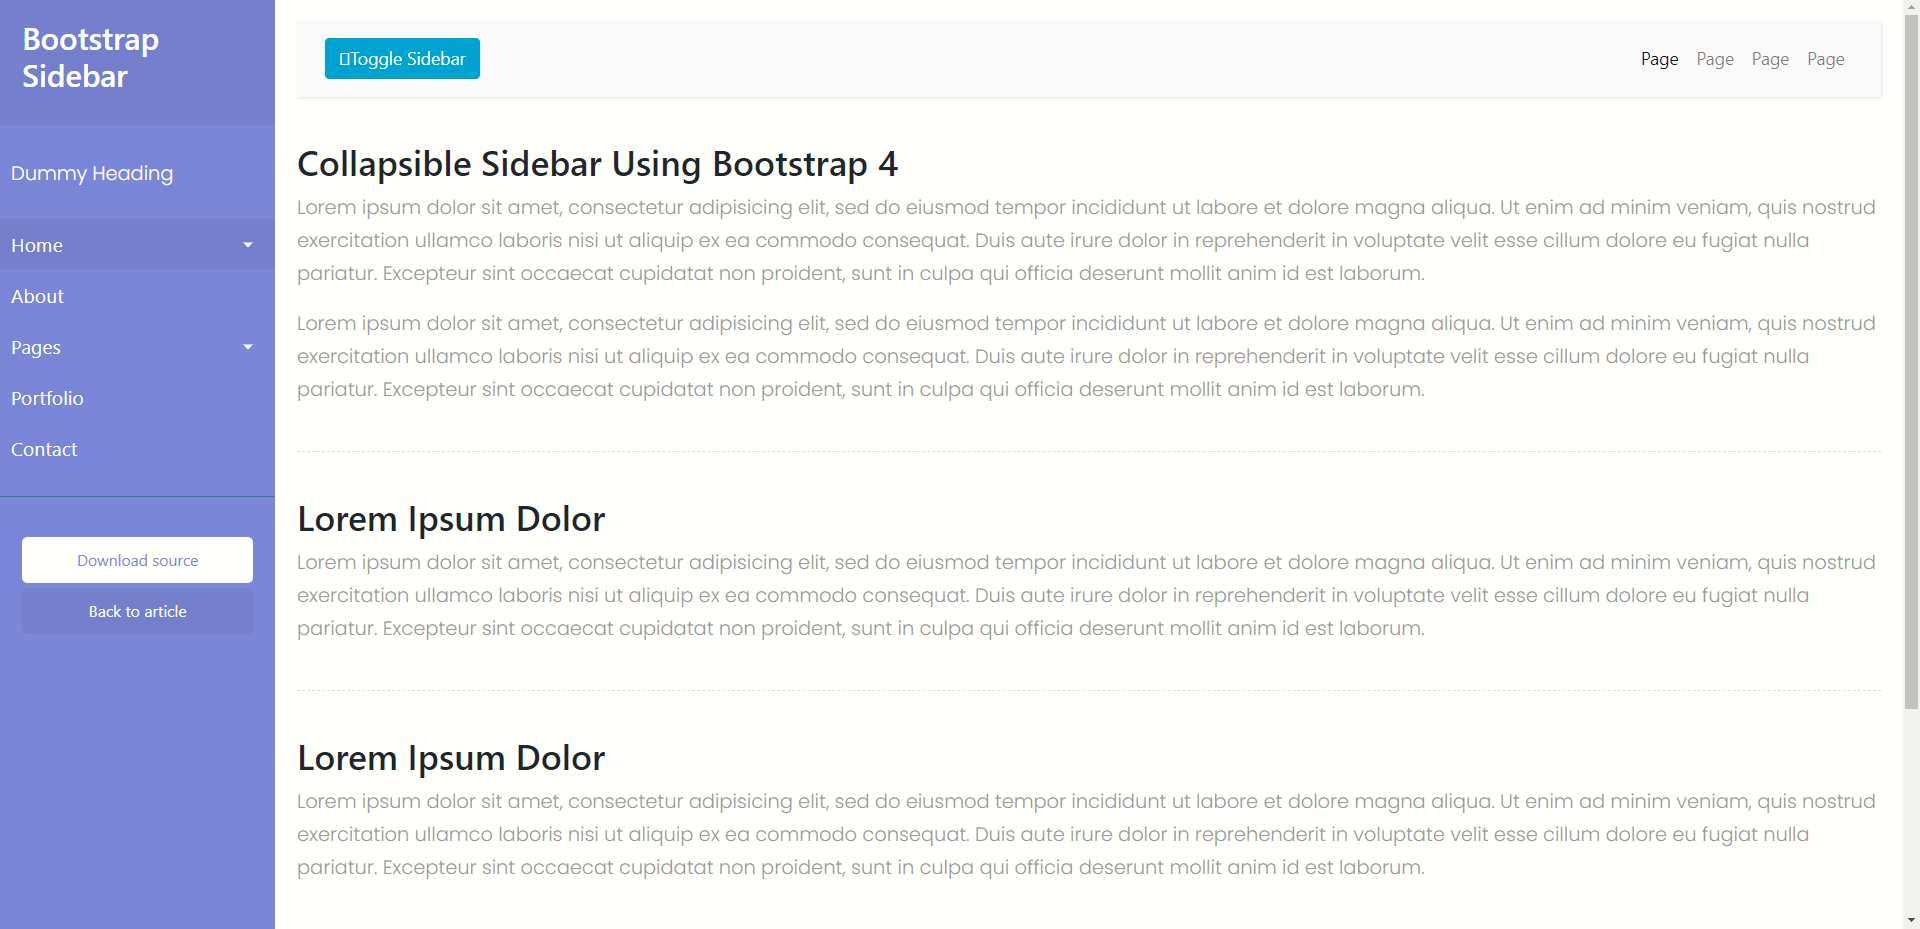 Bootstrap
Sidebar
Dummy Heading
Home
About
Pages
Portfolio
Contact
Download source
Back to article
Toggle Sidebar
Page Page Page Page
Collapsible Sidebar Using Bootstrap 4
Lorem ipsum dolor sit amet, consectetur adipisicing elit, sed do eiusmod tempor incididunt ut labore et dolore magna aliqua. Ut enim ad minim veniam, quis nostrud
exercitation ullamco laboris nisi ut aliquip ex ea commodo consequat. Duis aute irure dolor in reprehenderit in voluptate velit esse cillum dolore eu fugiat nulla
pariatur. Excepteur sint occaecat cupidatat non proident, sunt in culpa qui officia deserunt mollit anim id est laborum.
Lorem ipsum dolor sit amet, consectetur adipisicing elit, sed do eiusmod tempor incididunt ut labore et dolore magna aliqua. Ut enim ad minim veniam, quis nostrud
exercitation ullamco laboris nisi ut aliquip ex ea commodo consequat. Duis aute irure dolor in reprehenderit in voluptate velit esse cillum dolore eu fugiat nulla
pariatur. Excepteur sint occaecat cupidatat non proident, sunt in culpa qui officia deserunt mollit anim id est laborum.
Lorem Ipsum Dolor
Lorem ipsum dolor sit amet, consectetur adipisicing elit, sed do eiusmod tempor incididunt ut labore et dolore magna aliqua. Ut enim ad minim veniam, quis nostrud
exercitation ullamco laboris nisi ut aliquip ex ea commodo consequat. Duis aute irure dolor in reprehenderit in voluptate velit esse cillum dolore eu fugiat nulla
pariatur. Excepteur sint occaecat cupidatat non proident, sunt in culpa qui officia deserunt mollit anim id est laborum.
Lorem Ipsum Dolor
Lorem ipsum dolor sit amet, consectetur adipisicing elit, sed do eiusmod tempor incididunt ut labore et dolore magna aliqua. Ut enim ad minim veniam, quis nostrud
exercitation ullamco laboris nisi ut aliquip ex ea commodo consequat. Duis aute irure dolor in reprehenderit in voluptate velit esse cillum dolore eu fugiat nulla
pariatur. Excepteur sint occaecat cupidatat non proident, sunt in culpa qui officia deserunt mollit anim id est laborum.